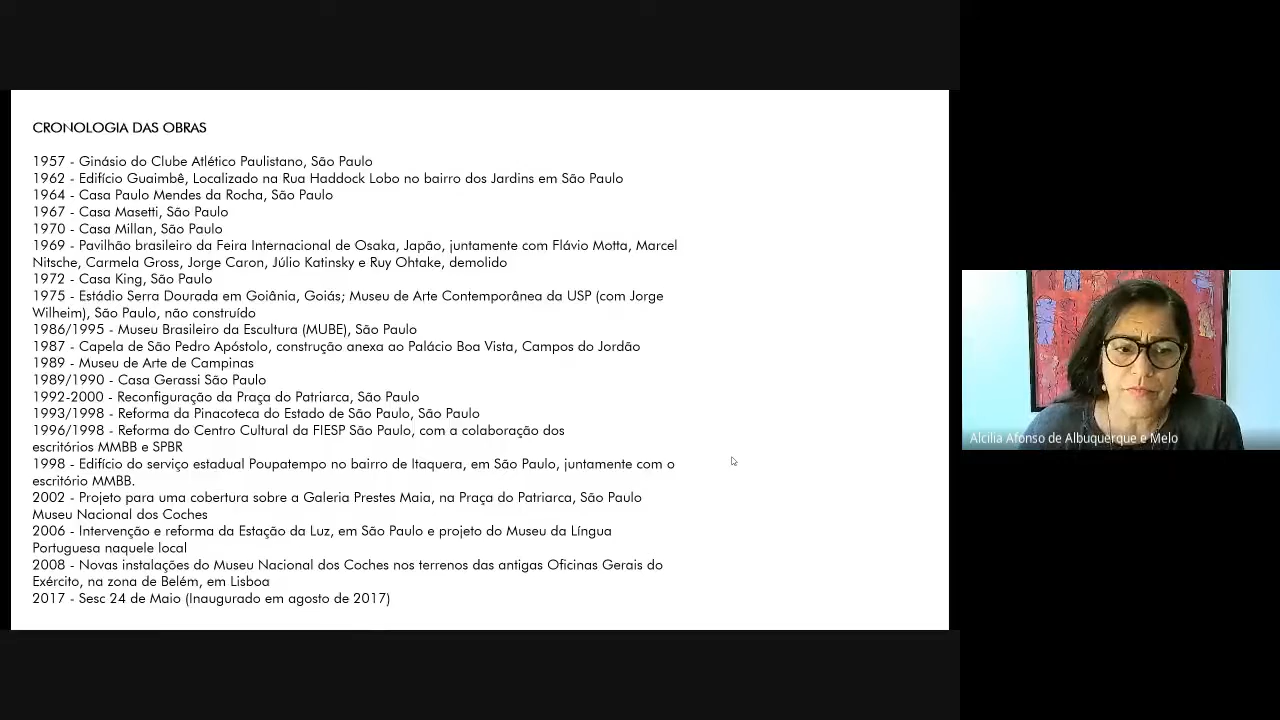 CRONOLOGIA DAS OBRAS
1957 - Ginásio do Clube Atlético Paulistano, São Paulo
1962 - Edifício Guaimbê, Localizado na Rua Haddock Lobo no bairro dos Jardins em São Paulo
1964 - Casa Paulo Mendes da Rocha, São Paulo
1967 - Casa Masetti, São Paulo
1970 - Casa Millan, São Paulo
1969 - Pavilhão brasileiro da Feira Internacional de Osaka, Japão, juntamente com Flávio Motta, Marcel
Nitsche, Carmela Gross, Jorge Caron, Júlio Katinsky e Ruy Ohtake, demolido
1972 - Casa King, São Paulo
1975 - Estádio Serra Dourada em Goiânia, Goiás; Museu de Arte Contemporânea da USP (com Jorge
Wilheim), São Paulo, não construído
1986/1995 - Museu Brasileiro da Escultura (MUBE), São Paulo
1987 - Capela de São Pedro Apóstolo, construção anexa ao Palácio Boa Vista, Campos do Jordão
1989 - Museu de Arte de Campinas
1989/1990 - Casa Gerassi São Paulo
1992-2000 - Reconfiguração da Praça do Patriarca, São Paulo
1993/1998 - Reforma da Pinacoteca do Estado de São Paulo, São Paulo
1996/1998 - Reforma do Centro Cultural da FIESP São Paulo, com a colaboração dos
escritórios MMBB e SPBR
1998 - Edifício do serviço estadual Poupatempo no bairro de Itaquera, em São Paulo, juntamente com o
escritório MMBB.
2002 - Projeto para uma cobertura sobre a Galeria Prestes Maia, na Praça do Patriarca, São Paulo
Museu Nacional dos Coches
2006 - Intervenção e reforma da Estação da Luz, em São Paulo e projeto do Museu da Língua
Portuguesa naquele local
2008 - Novas instalações do Museu Nacional dos Coches nos terrenos das antigas Oficinas Gerais do
Exército, na zona de Belém, em Lisboa
2017 - Sesc 24 de Maio (Inaugurado em agosto de 2017)
Alcilia Afonso de Albuquerque e Melo